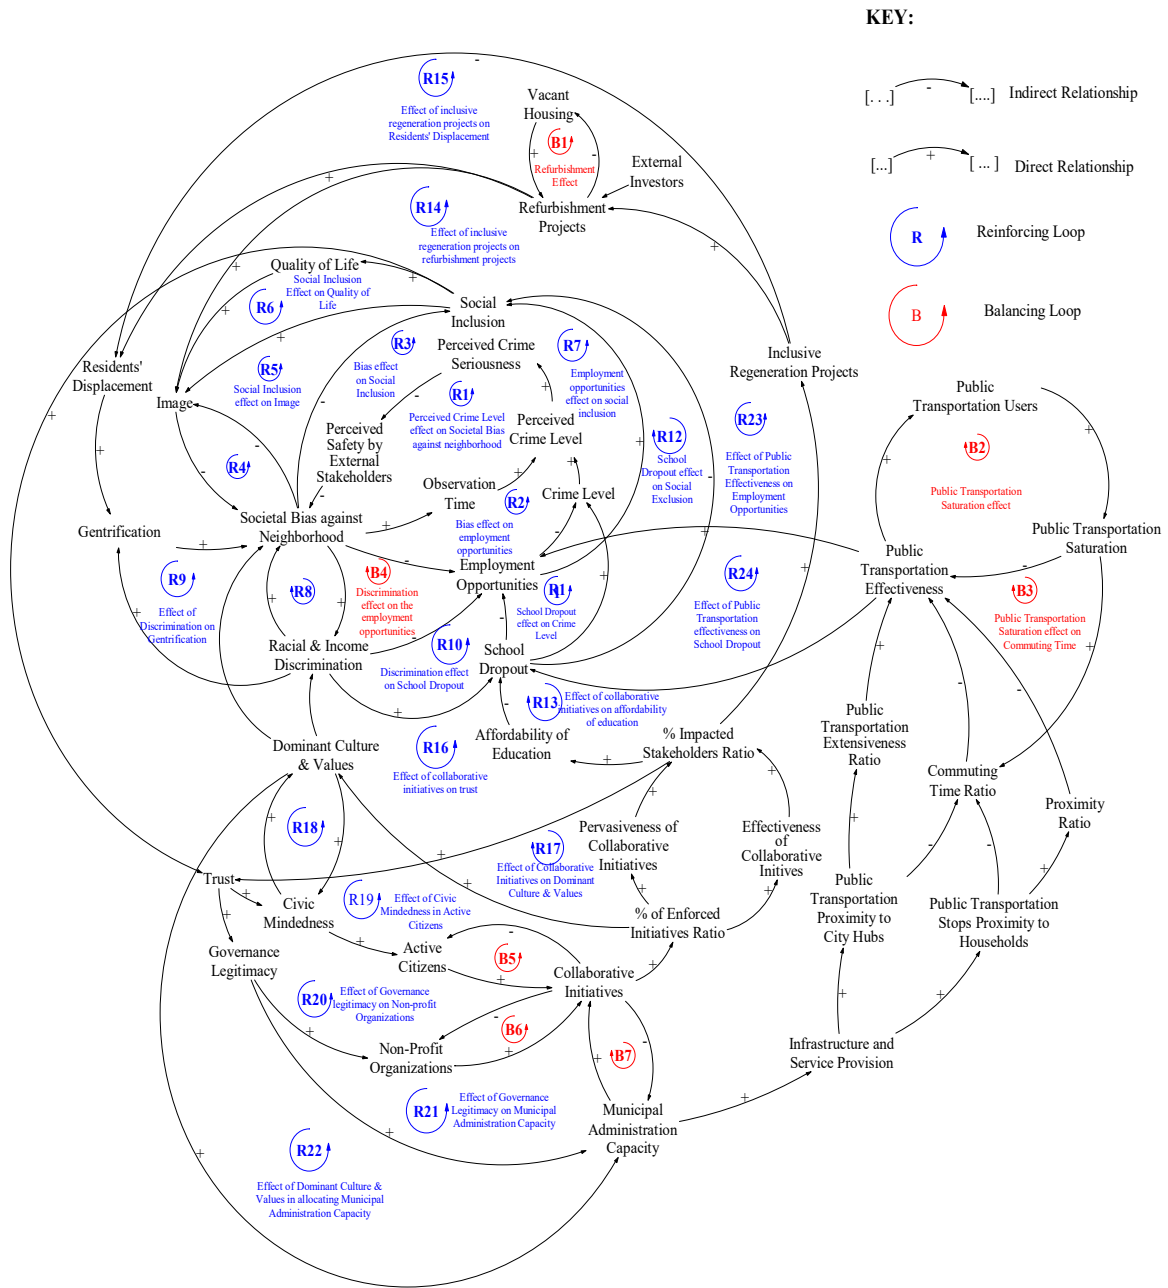 KEY:
[. . .]
-
[....]
Indirect Relationship
[...]
+
[ ... ]
Direct Relationship
R
Reinforcing Loop
B
Balancing Loop
R15
Effect of inclusive
regeneration projects on
Residents' Displacement
-
Vacant
Housing
B1
Refurbishment
Effect
+
-
External
Investors
Refurbishment
Projects
+
R14
Effect of inclusive
regeneration projects on
refurbishment projects
+
+
Quality of Life
+
Social Inclusion
Effect on Quality of
Life
R6
+
Social
Inclusion
+
R3
Bias effect
on Social
Inclusion
Perceived Crime
Seriousness
R7
Employment
opportunities
effect on social
inclusion
Residents'
Displacement
R5
Social Inclusion
effect on Image
Image
R1
Perceived Crime Level
effect on Societal Bias
against neighborhood
-
+
Inclusive
Regeneration Projects
Public
Transportation Users
+
-
Perceived
Safety by
External
Stakeholders
Perceived
Crime Level
R12
School
Dropout effect
on Social
Exclusion
R23
Effect of Public
Transportation
Effectiveness on
Employment
Opportunities
+
B2
Public Transportation
Saturation effect
+
-
-
R4
-
+
+
-
Observation
Time
+
R2
Crime Level
Bias effect on
employment
opportunities
-
Gentrification
+
Societal Bias against
Neighborhood
+
-
Public Transportation
Saturation
-
Public
Transportation
Effectiveness
R9
Effect of
Discrimination on
Gentrification
R8
B4
Discrimination
effect on the
employment
opportunities
Employment
Opportunities
R1
School Dropout
effect on Crime
Level
+
R24
Effect of Public
Transportation
effectiveness on
School Dropout
B3
Public Transportation
Saturation effect on
Commuting Time
+
+
+
-
-
Racial & Income
Discrimination
R10
Discrimination effect
on School Dropout
School
Dropout
-
-
+
+
+
R13
Effect of collaborative
initiatives on affordability
of education
-
Public
Transportation
Extensiveness
Ratio
Dominant Culture
& Values
R16
Effect of collaborative
initiatives on trust
Affordability of
Education
+
% Impacted
Stakeholders Ratio
Commuting
Time Ratio
Proximity
Ratio
+
R18
+
+
+
+
-
-
+
Pervasiveness of
Collaborative
Initiatives
Effectiveness
of
Collaborative
Initives
R17
Effect of Collaborative
Initiatives on Dominant
Culture & Values
Trust
+
+
+
+
Civic
Mindedness
R19
Effect of Civic
Mindedness in Active
Citizens
Public
Transportation
Proximity to
City Hubs
Public Transportation
Stops Proximity to
Households
+
% of Enforced
Initiatives Ratio
+
-
Governance
Legitimacy
+
Active
Citizens
B5
+
Collaborative
Initiatives
+
R20
Effect of Governance
legitimacy on Non-profit
Organizations
+
+
+
-
B6
+
Non-Profit
Organizations
+
B7
-
Infrastructure and
Service Provision
R21
Effect of Governance
Legitimacy on Municipal
Administration Capacity
+
Municipal
Administration
Capacity
+
R22
+
Effect of Dominant Culture &
Values in allocating Municipal
Administration Capacity